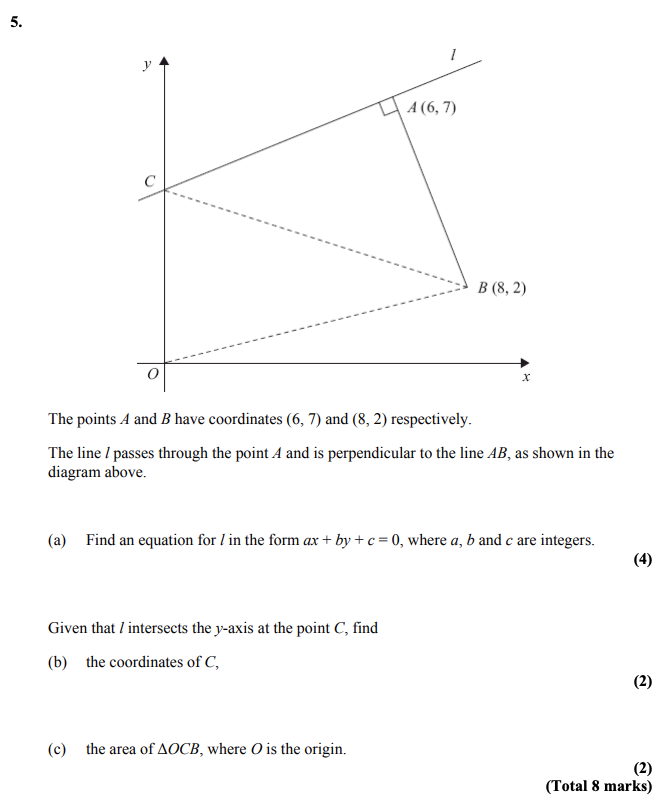 5.
y
l
A (6, 7)
C
B (8, 2)
O
x
The points A and B have coordinates (6, 7) and (8, 2) respectively.
The line l passes through the point A and is perpendicular to the line AB, as shown in the
diagram above.
(a) Find an equation for l in the form ax + by + c = 0, where a, b and c are integers.
(4)
Given that l intersects the y-axis at the point C, find
(b) the coordinates of C,
(2)
(c) the area of ΔOCB, where O is the origin.
(2)
(Total 8 marks)